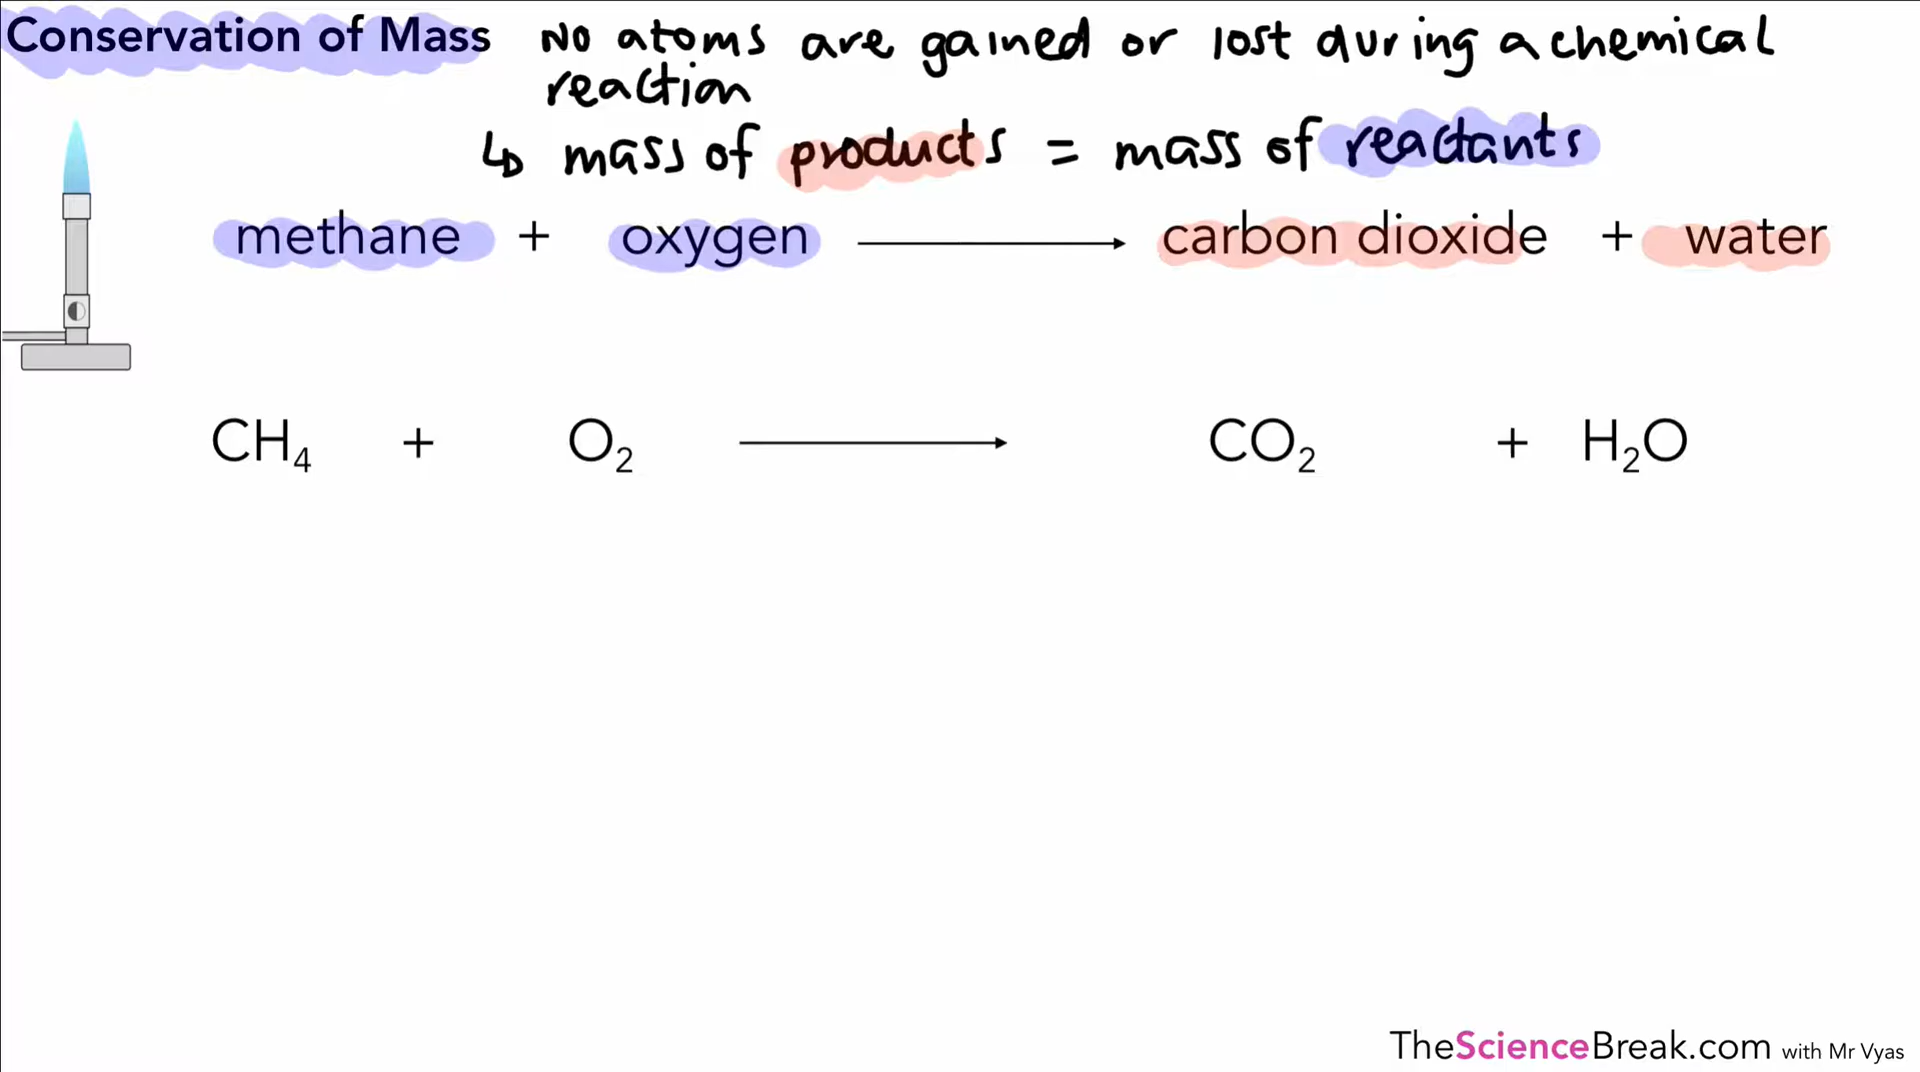 Conservation of Mass No atoms are gained or lost during a chemical
reaction
↳ mass of products = mass of reactants
methane + oxygen ⟶ carbon dioxide + water
CH₄ + O₂ ⟶ CO₂ + H₂O
TheScienceBreak.com with Mr Vyas